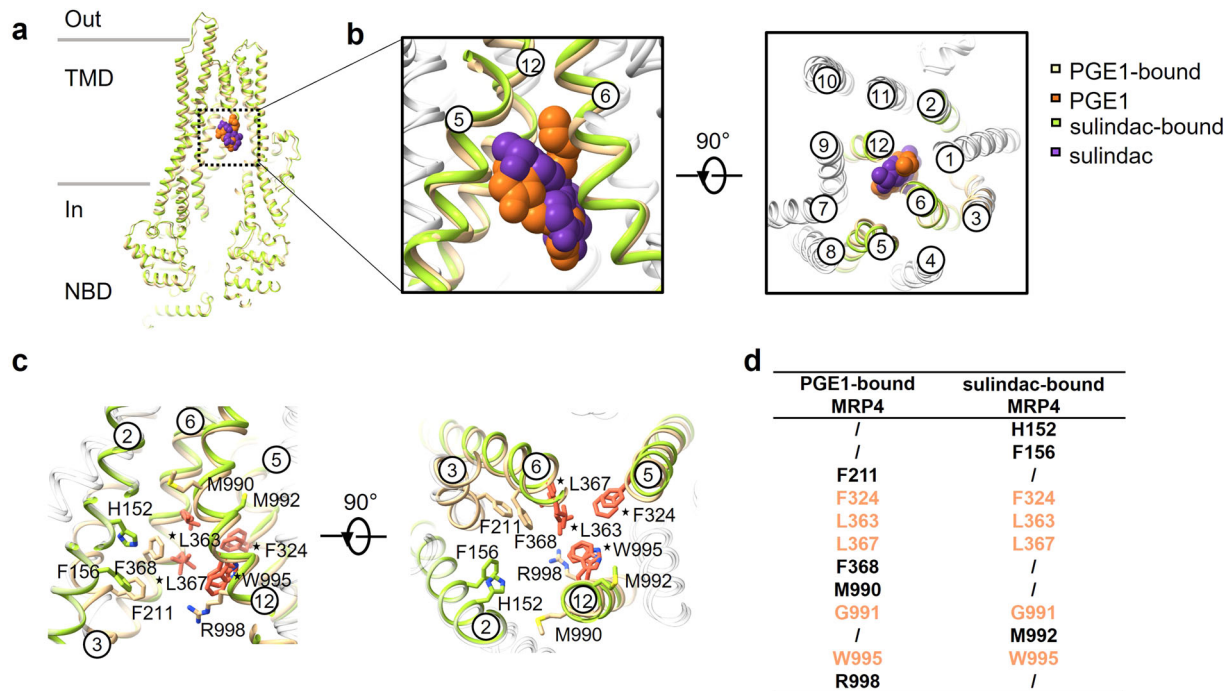 a
Out
TMD
In
NBD
b
12
6
5
90°
10
11
2
9
12
1
7
6
3
8
5
4
PGE1-bound
PGE1
sulindac-bound
sulindac
c
2
6
5
M990
M992
H152
L363
F324
F156
F368
L367
W995
F211
12
R998
3
90°
3
6
5
L367
F324
F211
L363
F368
W995
F156
R998
M992
H152
12
2
M990
d
PGE1-bound sulindac-bound
MRP4 MRP4
/ H152
/ F156
F211 /
F324 F324
L363 L363
L367 L367
F368 /
M990 /
G991 G991
/ M992
W995 W995
R998 /